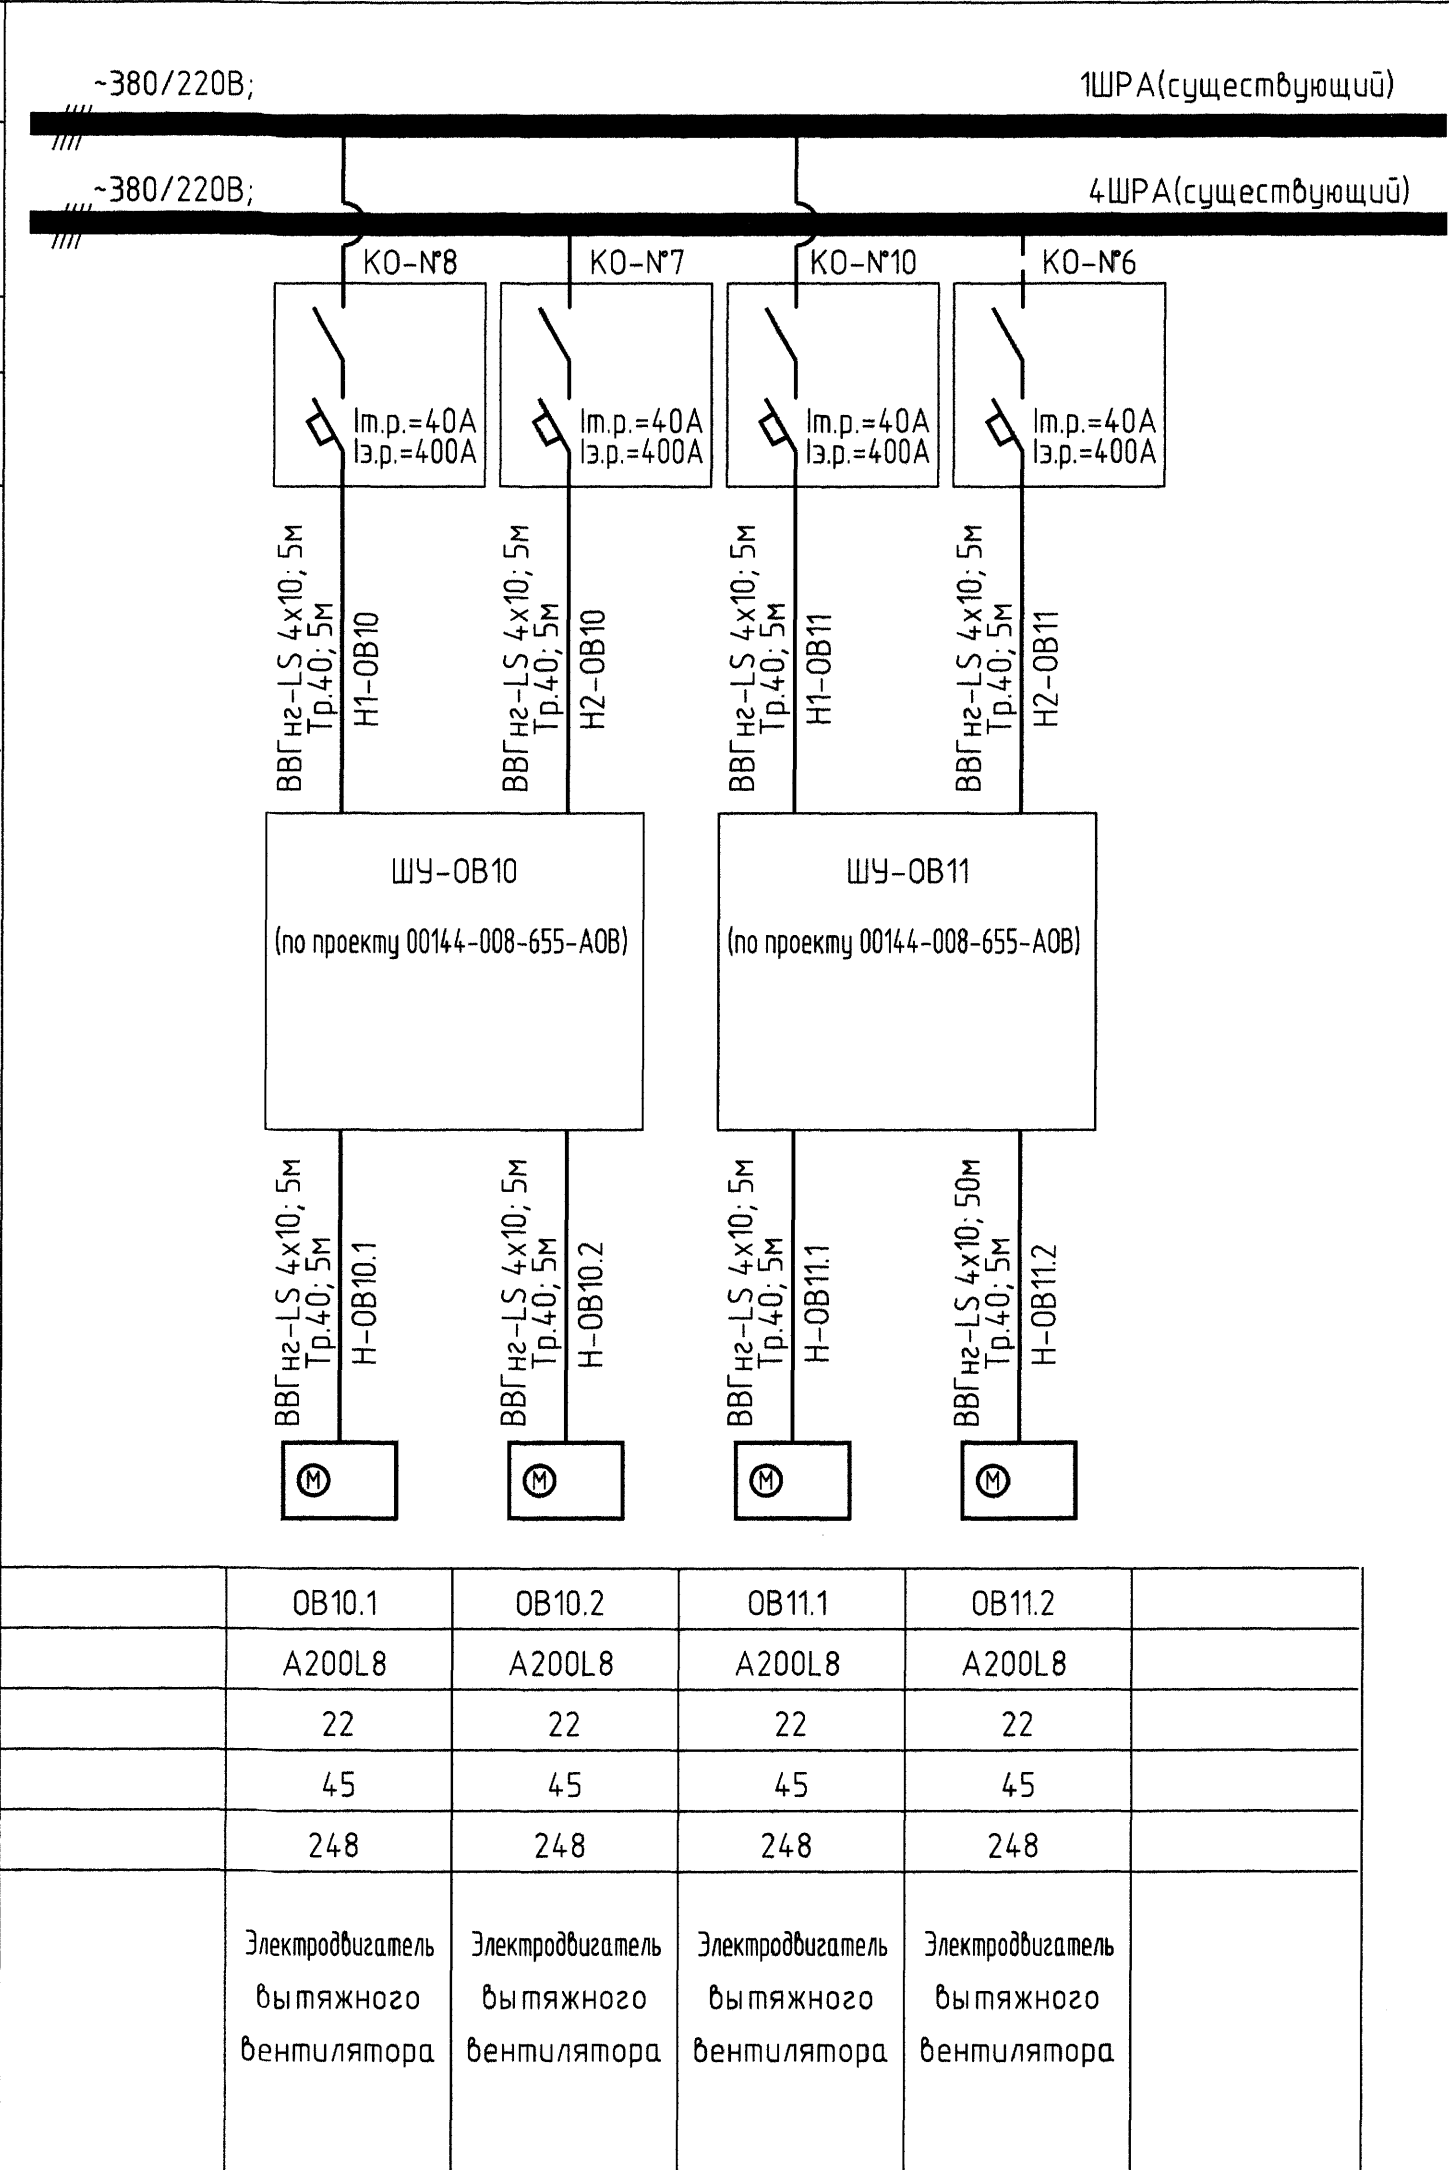 ~380/220В;
1ШРА(существующий)
~380/220В;
4ШРА(существующий)
КО-№8
КО-№7
КО-№10
КО-№6
Iт.р.=40А
Iэ.р.=400А
Iт.р.=40А
Iэ.р.=400А
Iт.р.=40А
Iэ.р.=400А
Iт.р.=40А
Iэ.р.=400А
ВВГнг-LS 4х10; 5м
Тр.40; 5м
Н1-ОВ10
ВВГнг-LS 4х10; 5м
Тр.40; 5м
Н2-ОВ10
ВВГнг-LS 4х10; 5м
Тр.40; 5м
Н1-ОВ11
ВВГнг-LS 4х10; 5м
Тр.40; 5м
Н2-ОВ11
ШУ-ОВ10
(по проекту 00144-008-655-АОВ)
ШУ-ОВ11
(по проекту 00144-008-655-АОВ)
ВВГнг-LS 4х10; 5м
Тр.40; 5м
Н-ОВ10.1
ВВГнг-LS 4х10; 5м
Тр.40; 5м
Н-ОВ10.2
ВВГнг-LS 4х10; 5м
Тр.40; 5м
Н-ОВ11.1
ВВГнг-LS 4х10; 50м
Тр.40; 5м
Н-ОВ11.2
М
М
М
М
ОВ10.1 ОВ10.2 ОВ11.1 ОВ11.2
А200L8 А200L8 А200L8 А200L8
22 22 22 22
45 45 45 45
248 248 248 248
Электродвигатель
вытяжного
вентилятора
Электродвигатель
вытяжного
вентилятора
Электродвигатель
вытяжного
вентилятора
Электродвигатель
вытяжного
вентилятора